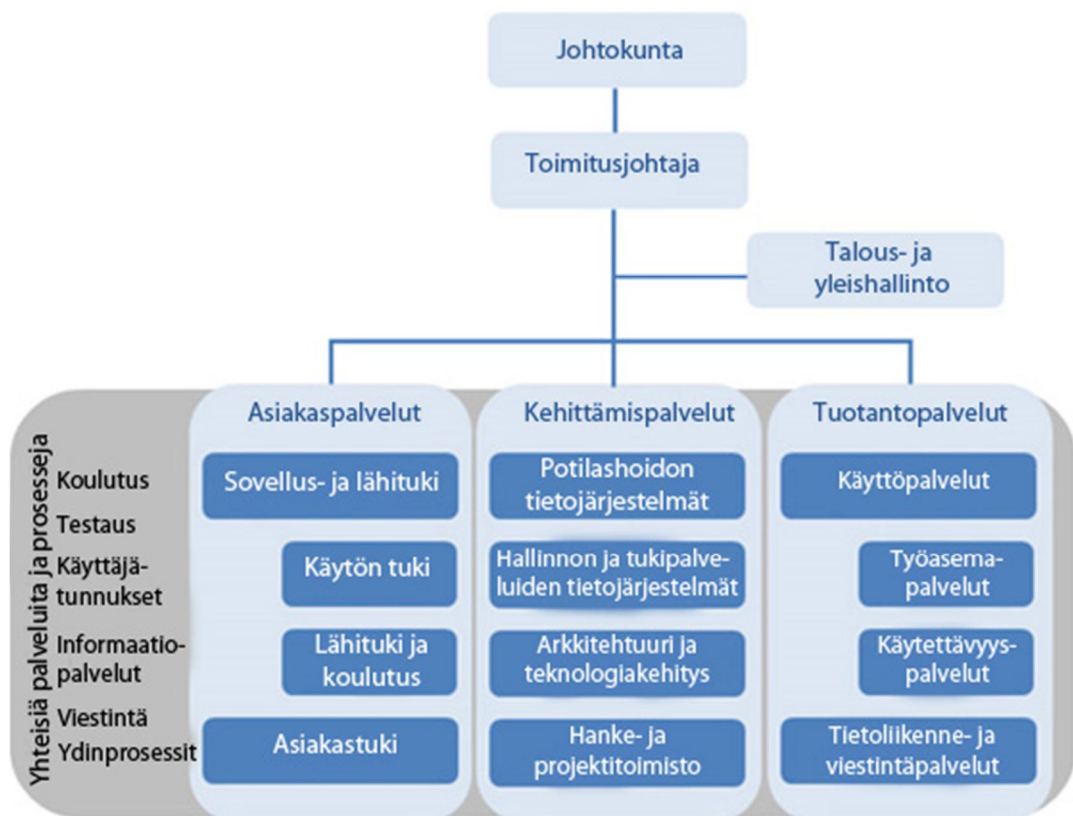 Johtokunta
Toimitusjohtaja
Talous- ja
yleishallinto
Yhteisiä palveluita ja prosesseja
Koulutus
Testaus
Käyttäjä-
tunnukset
Informaatio-
palvelut
Viestintä
Ydinprosessit
Asiakaspalvelut
Sovellus- ja lähituki
Käytön tuki
Lähituki ja
koulutus
Asiakastuki
Kehittämispalvelut
Potilashoidon
tietojärjestelmät
Hallinnon ja tukipalve-
luiden tietojärjestelmät
Arkkitehtuuri ja
teknologiakehitys
Hanke- ja
projektitoimisto
Tuotantopalvelut
Käyttöpalvelut
Työasema-
palvelut
Käytettävyys-
palvelut
Tietoliikenne- ja
viestintäpalvelut